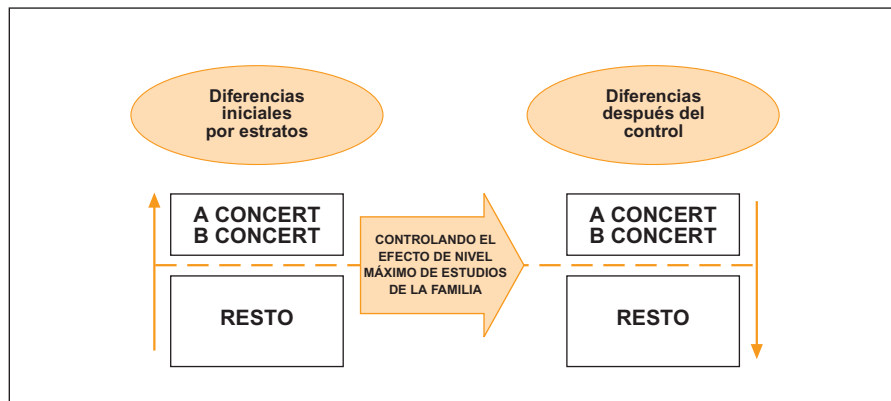 Diferencias
iniciales
por estratos
Diferencias
después del
control
A CONCERT
B CONCERT
RESTO
CONTROLANDO EL
EFECTO DE NIVEL
MÁXIMO DE ESTUDIOS
DE LA FAMILIA
A CONCERT
B CONCERT
RESTO